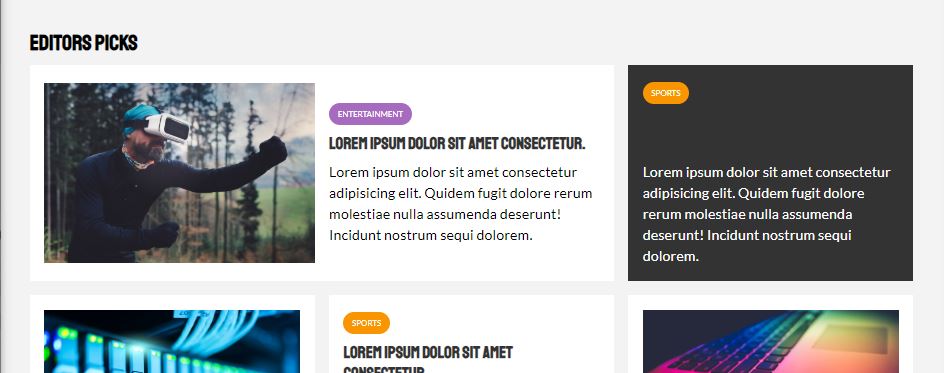 EDITORS PICKS
ENTERTAINMENT
LOREM IPSUM DOLOR SIT AMET CONSECTETUR.
Lorem ipsum dolor sit amet consectetur
adipisicing elit. Quidem fugit dolore rerum
molestiae nulla assumenda deserunt!
Incidunt nostrum sequi dolorem.
SPORTS
Lorem ipsum dolor sit amet consectetur
adipisicing elit. Quidem fugit dolore
rerum molestiae nulla assumenda
deserunt! Incidunt nostrum sequi
dolorem.
SPORTS
LOREM IPSUM DOLOR SIT AMET
CONSECTETUR.